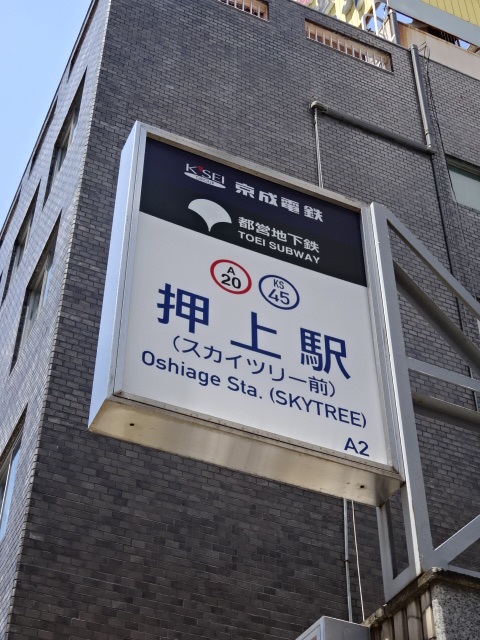 KEISEI 京成電鉄
都営地下鉄
TOEI SUBWAY
A 20 KS 45
押上駅
(スカイツリー前)
Oshiage Sta. (SKYTREE)
A2